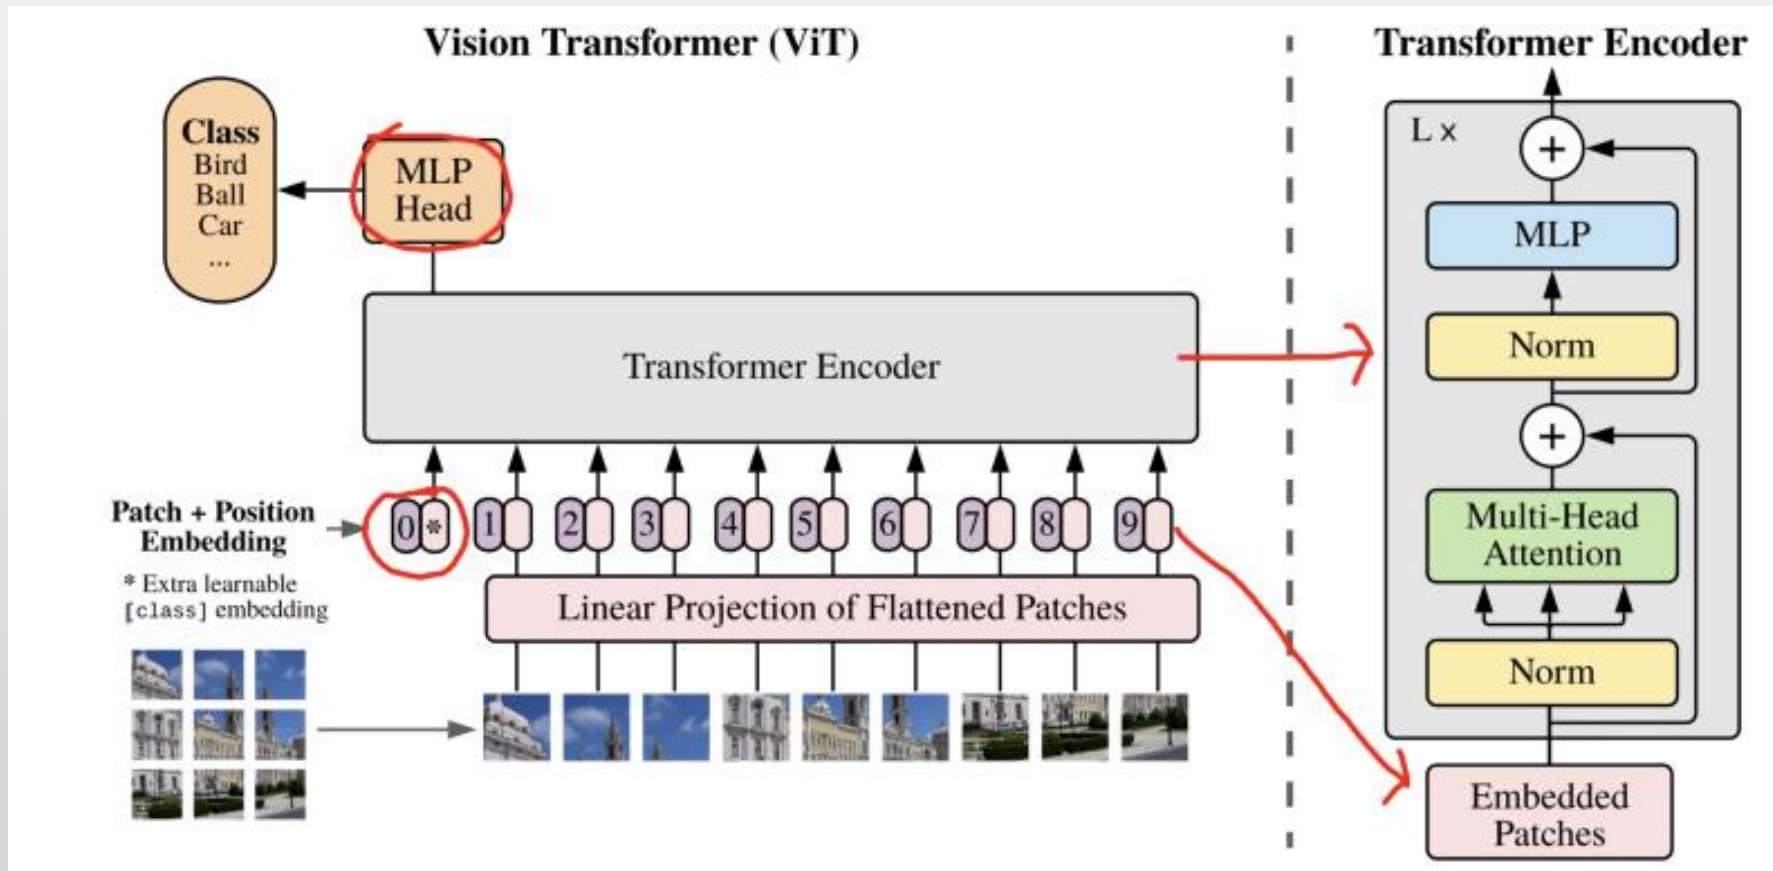 Vision Transformer (ViT)
Class
Bird
Ball
Car
...
MLP
Head
Transformer Encoder
Patch + Position
Embedding
* Extra learnable
[class] embedding
0 * 1 2 3 4 5 6 7 8 9
Linear Projection of Flattened Patches
Transformer Encoder
L ×
+
MLP
Norm
+
Multi-Head
Attention
Norm
Embedded
Patches